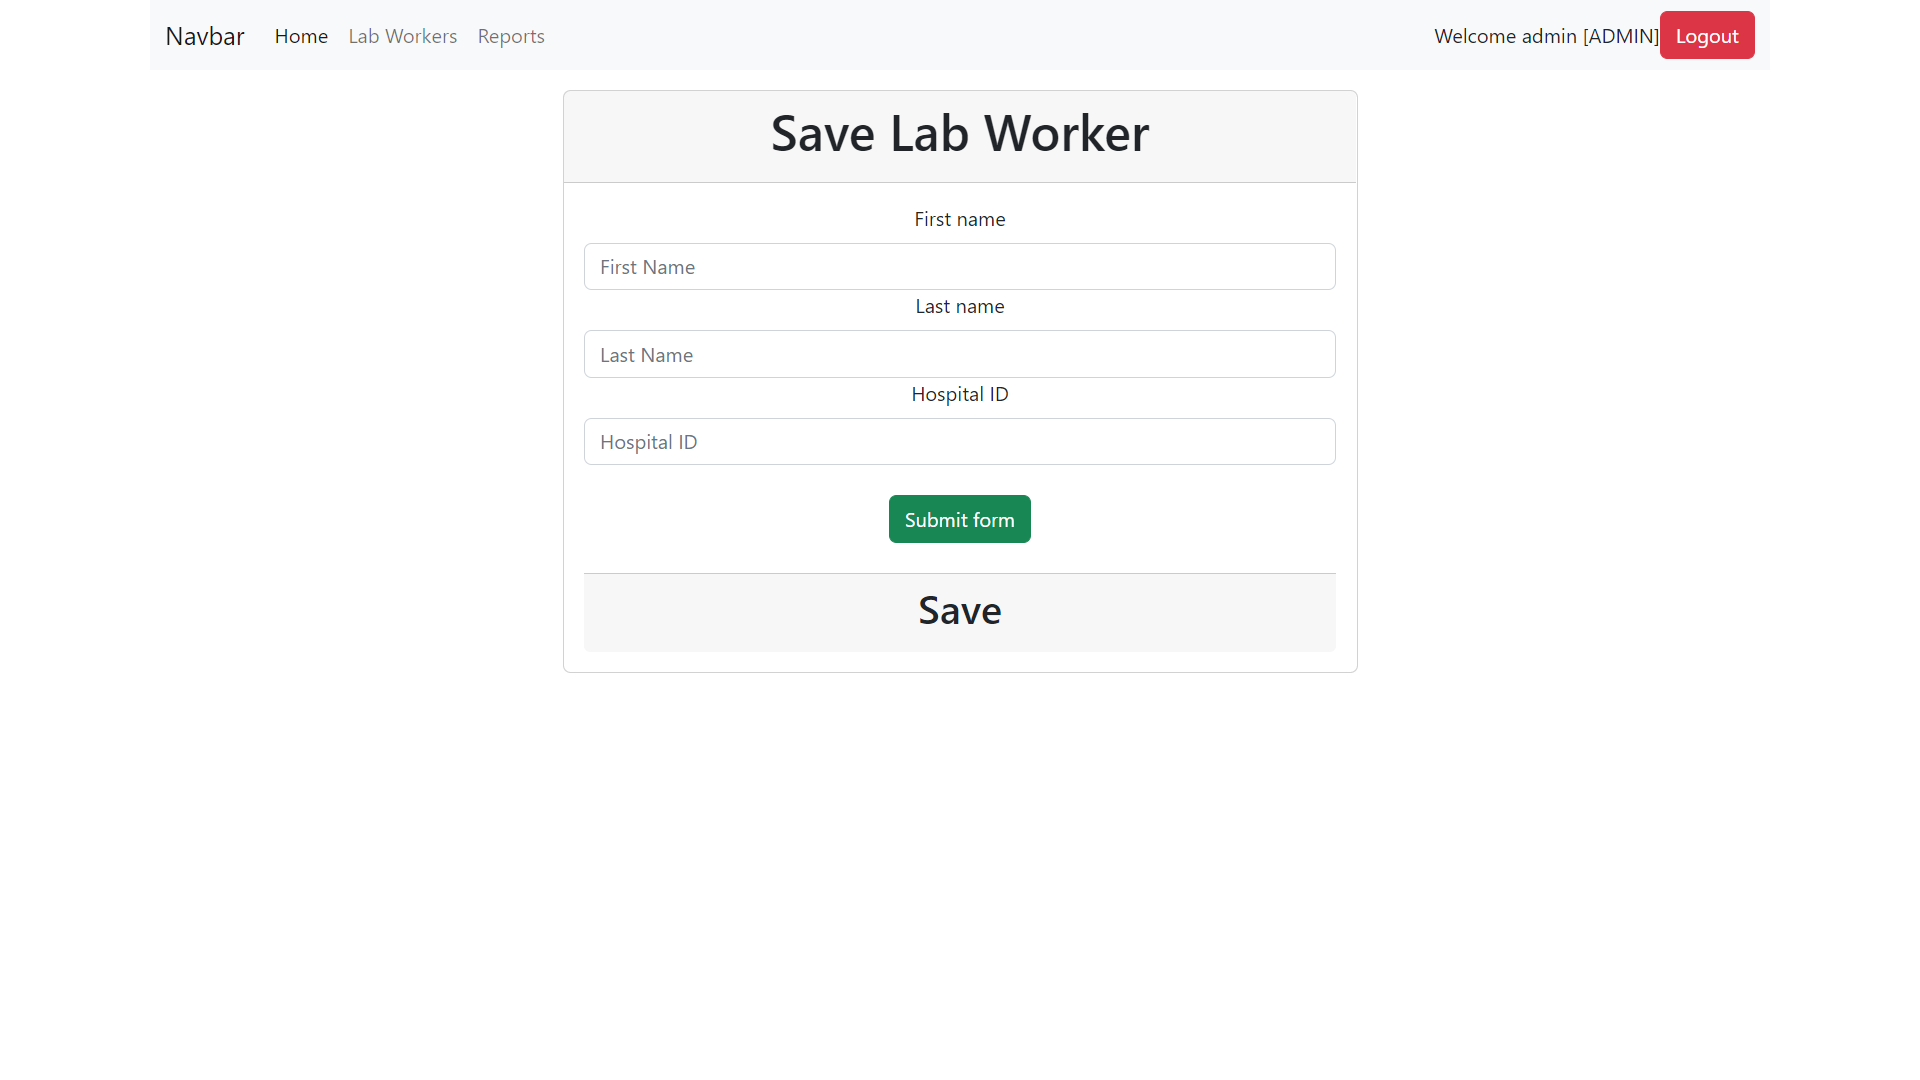 Navbar Home Lab Workers Reports Welcome admin [ADMIN] Logout
Save Lab Worker
First name
First Name
Last name
Last Name
Hospital ID
Hospital ID
Submit form
Save